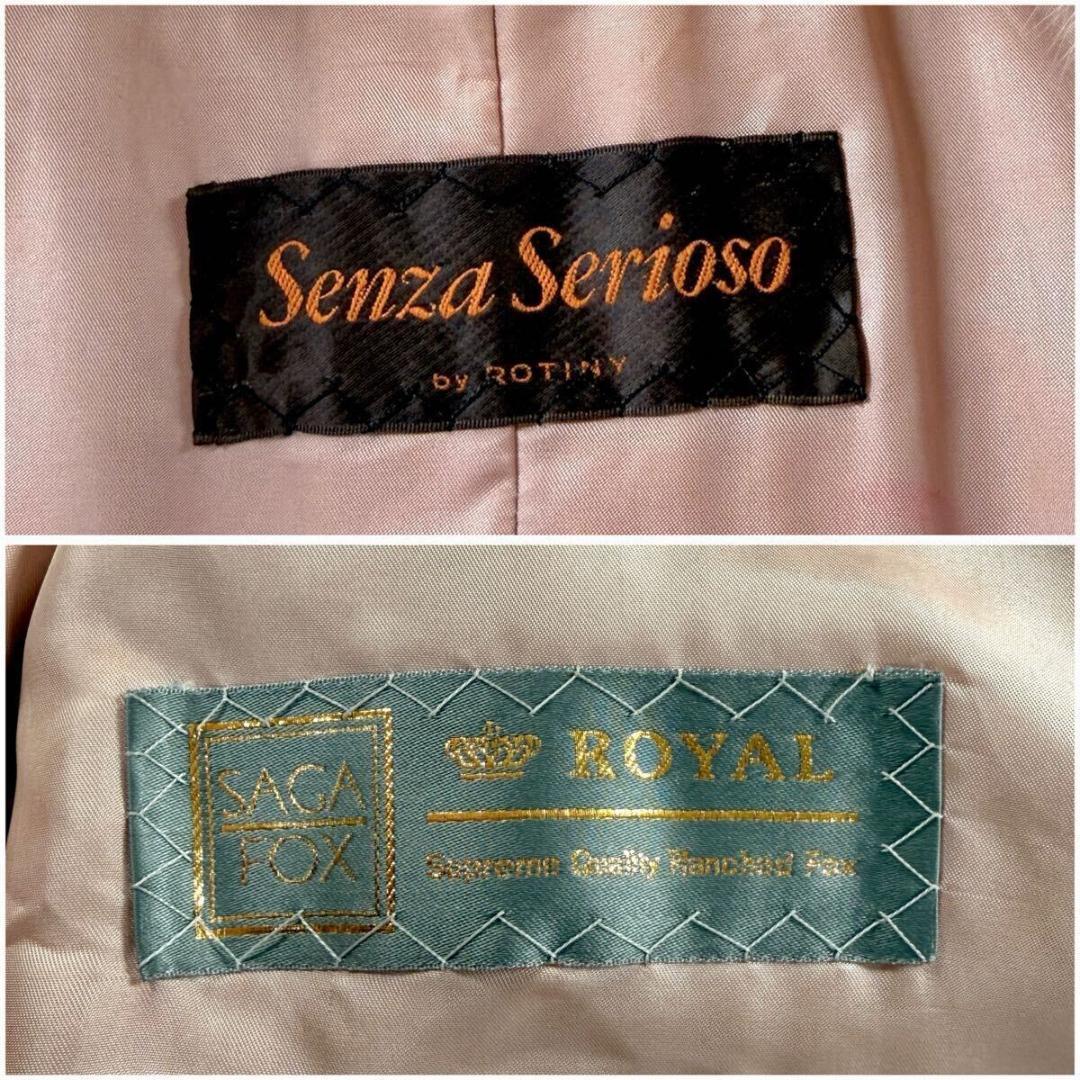 Senza Serioso
by ROTINY
SAGA
FOX
ROYAL
Supreme Quality Ranched Fox